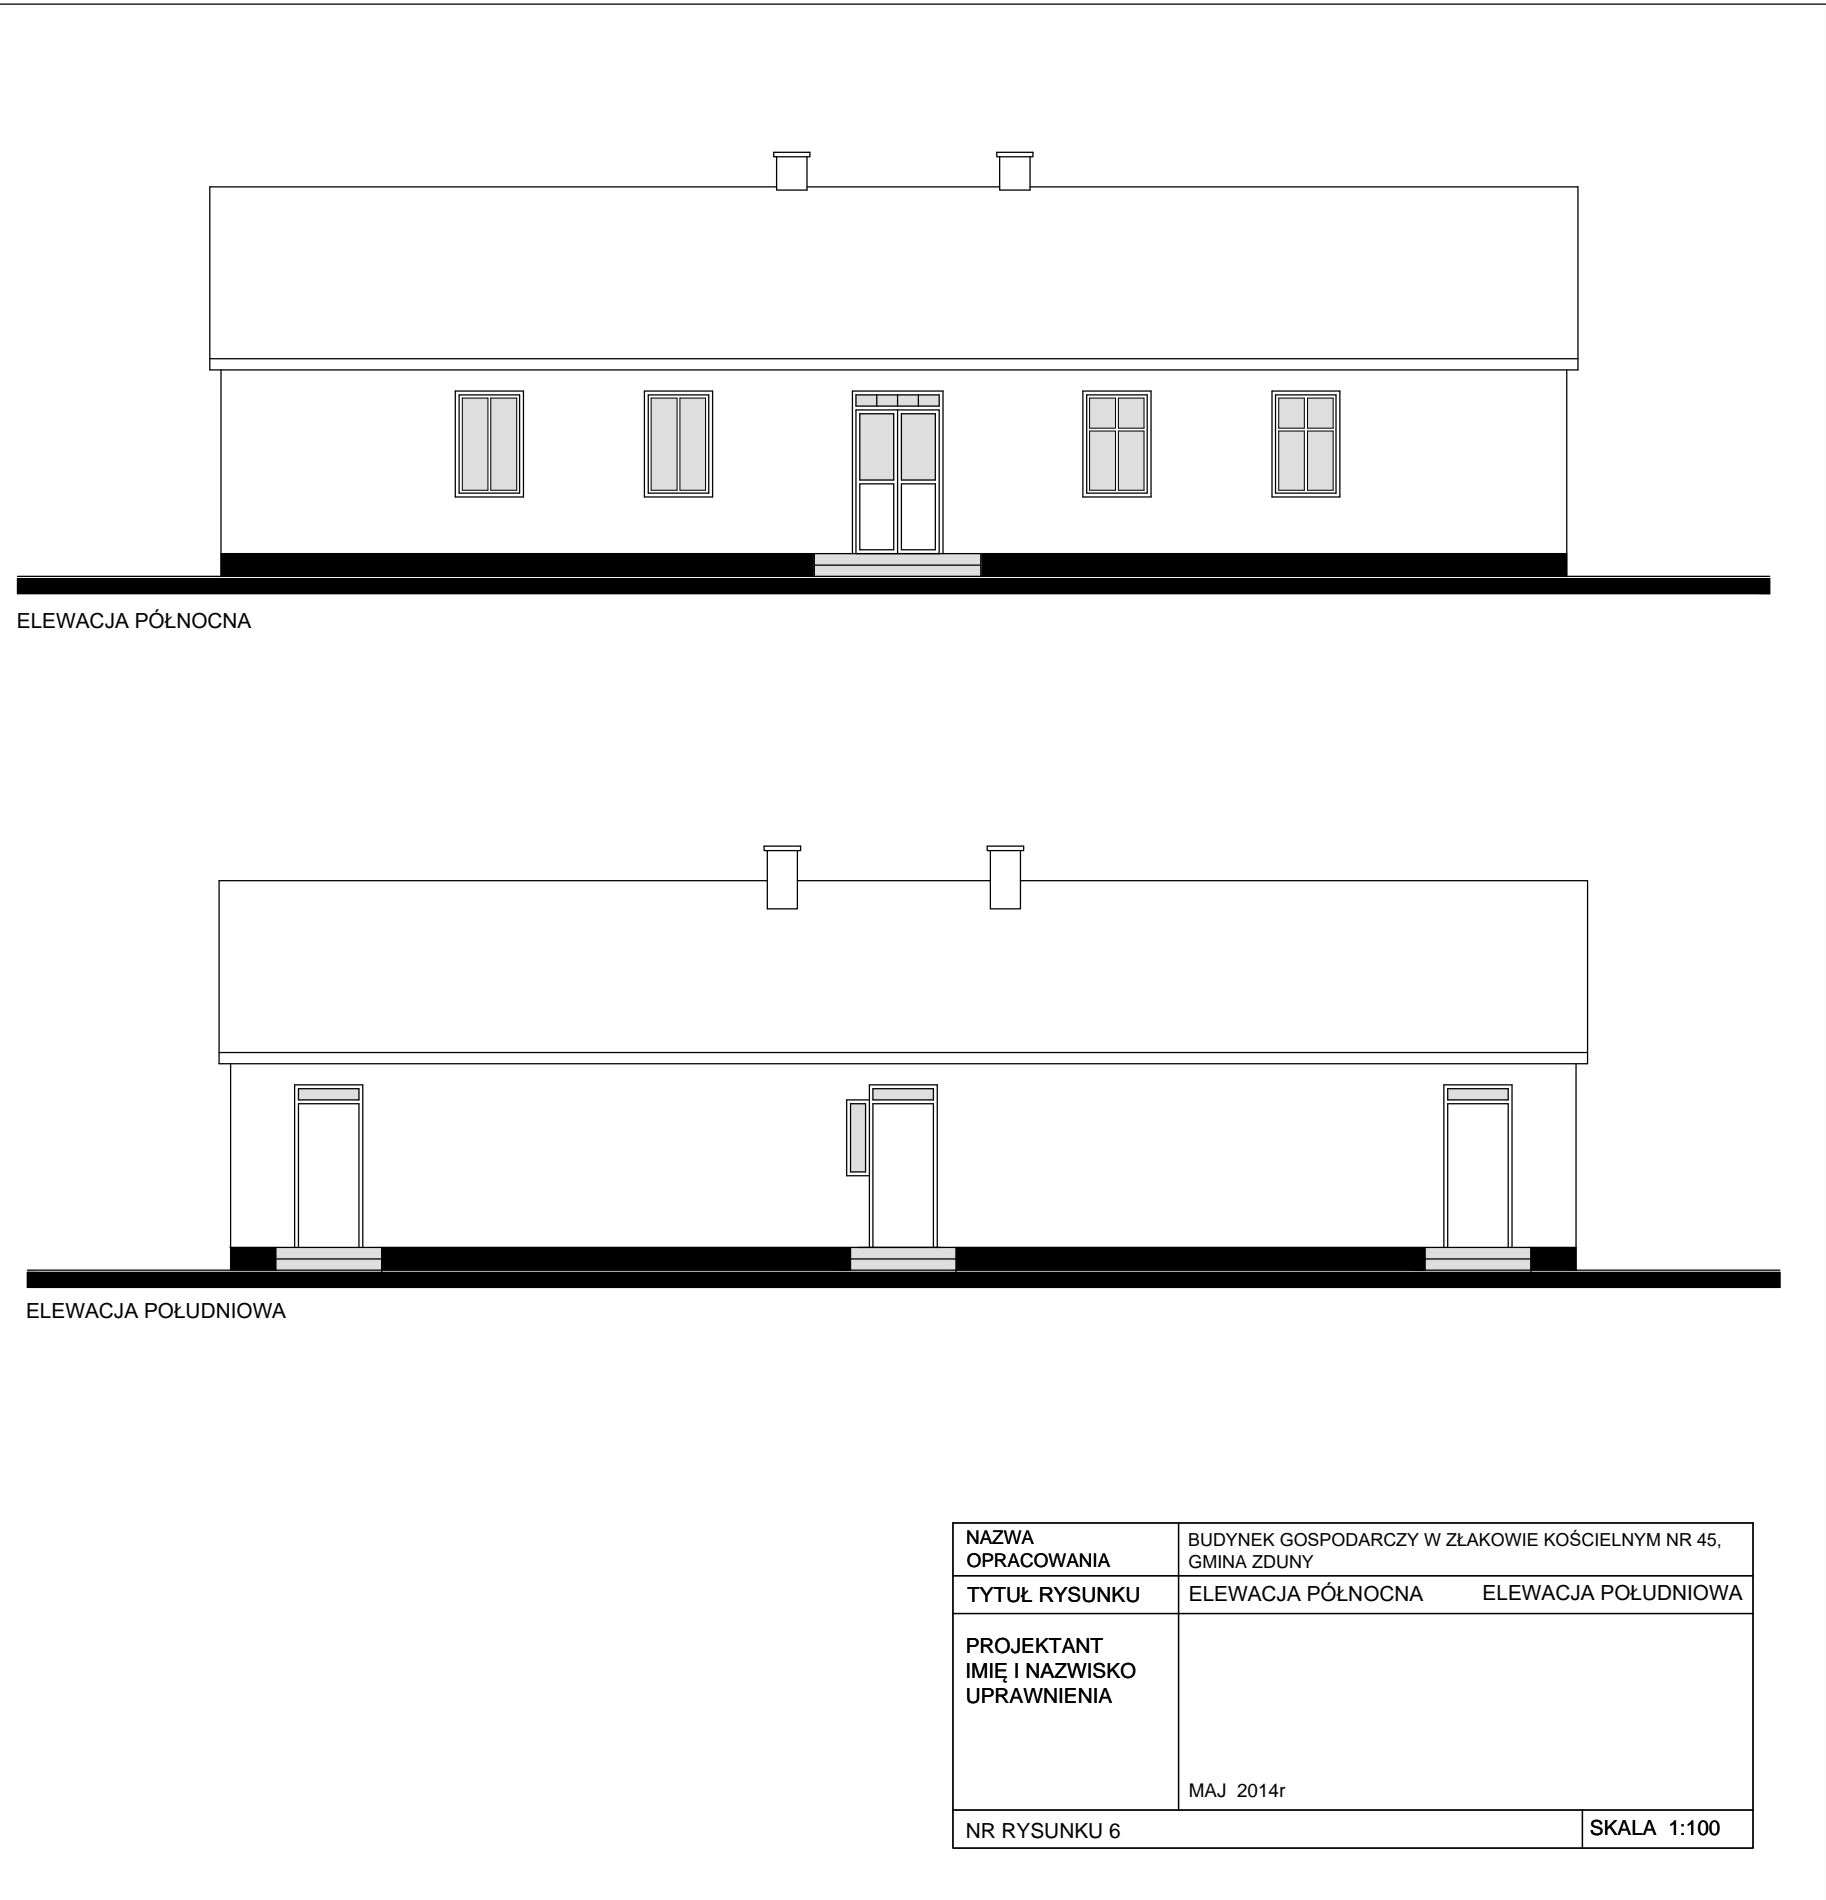 ELEWACJA PÓŁNOCNA
ELEWACJA POŁUDNIOWA
NAZWA
OPRACOWANIA
BUDYNEK GOSPODARCZY W ZŁAKOWIE KOŚCIELNYM NR 45,
GMINA ZDUNY
TYTUŁ RYSUNKU
ELEWACJA PÓŁNOCNA ELEWACJA POŁUDNIOWA
PROJEKTANT
IMIĘ I NAZWISKO
UPRAWNIENIA
MAJ 2014r
NR RYSUNKU 6
SKALA 1:100